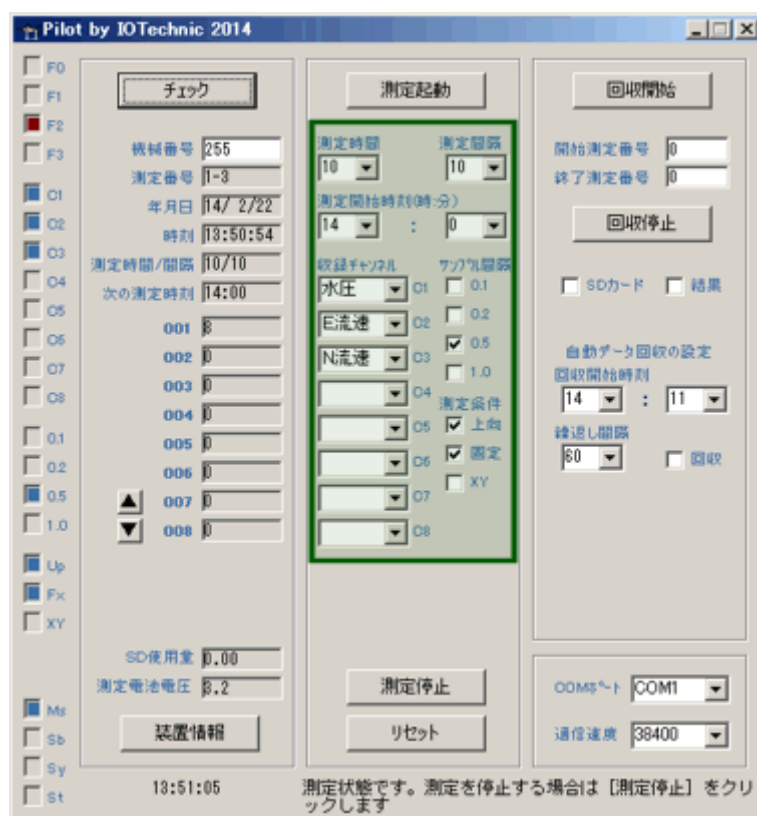 Pilot by IOTechnic 2014
F0
F1
F2
F3
C1
C2
C3
C4
C5
C6
C7
C8
0.1
0.2
0.5
1.0
Up
Fx
XY
Ms
Sb
Sy
St
チェック
機械番号 255
測定番号 1-3
年月日 14/ 2/22
時刻 13:50:54
測定時間/間隔 10/10
次の測定時刻 14:00
001 8
002 0
003 0
004 0
005 0
006 0
▲ 007 0
▼ 008 0
SD使用量 0.00
測定電池電圧 3.2
装置情報
13:51:05
測定起動
測定時間 測定間隔
10 10
測定開始時刻(時:分)
14 : 0
収録チャンネル サンプル間隔
水圧 C1 0.1
E流速 C2 0.2
N流速 C3 0.5
1.0
C4
測定条件
C5 上向
C6 固定
C7 XY
C8
測定停止
リセット
回収開始
開始測定番号 0
終了測定番号 0
回収停止
SDカード 結果
自動データ回収の設定
回収開始時刻
14 : 11
繰返し間隔
60 回収
COMポート COM1
通信速度 38400
測定状態です。測定を停止する場合は [測定停止] をクリ
ックします